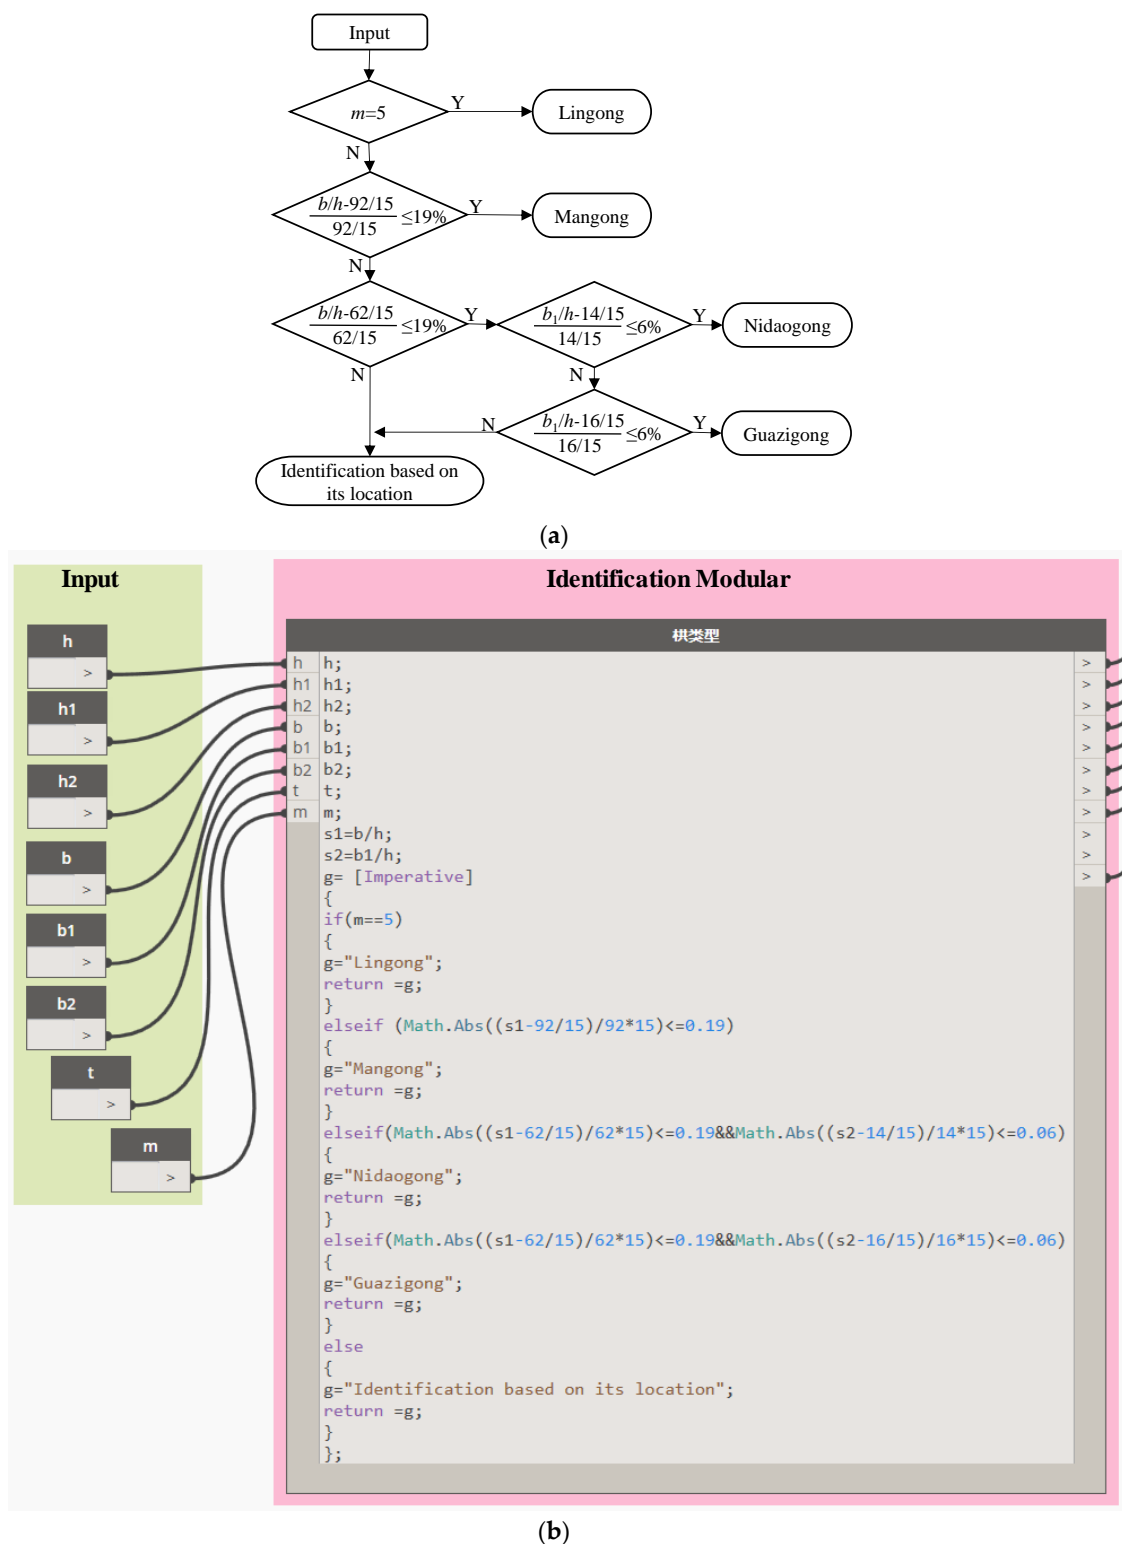 Input
m=5
Y
Lingong
N
b/h-92/15
92/15
≤19%
Y
Mangong
N
b/h-62/15
62/15
≤19%
Y
b₁/h-14/15
14/15
≤6%
Y
Nidaogong
N
N
b₁/h-16/15
16/15
≤6%
N
Y
Guazigong
Identification based on
its location
(a)
Input
Identification Modular
h
>
h1
>
h2
>
b
>
b1
>
b2
>
t
>
m
>
栱类型
h h; >
h1 h1; >
h2 h2; >
b b; >
b1 b1; >
b2 b2; >
t t; >
m m; >
s1=b/h; >
s2=b1/h; >
g= [Imperative] >
{
if(m==5)
{
g="Lingong";
return =g;
}
elseif (Math.Abs((s1-92/15)/92*15)<=0.19)
{
g="Mangong";
return =g;
}
elseif(Math.Abs((s1-62/15)/62*15)<=0.19&&Math.Abs((s2-14/15)/14*15)<=0.06)
{
g="Nidaogong";
return =g;
}
elseif(Math.Abs((s1-62/15)/62*15)<=0.19&&Math.Abs((s2-16/15)/16*15)<=0.06)
{
g="Guazigong";
return =g;
}
else
{
g="Identification based on its location";
return =g;
}
};
(b)